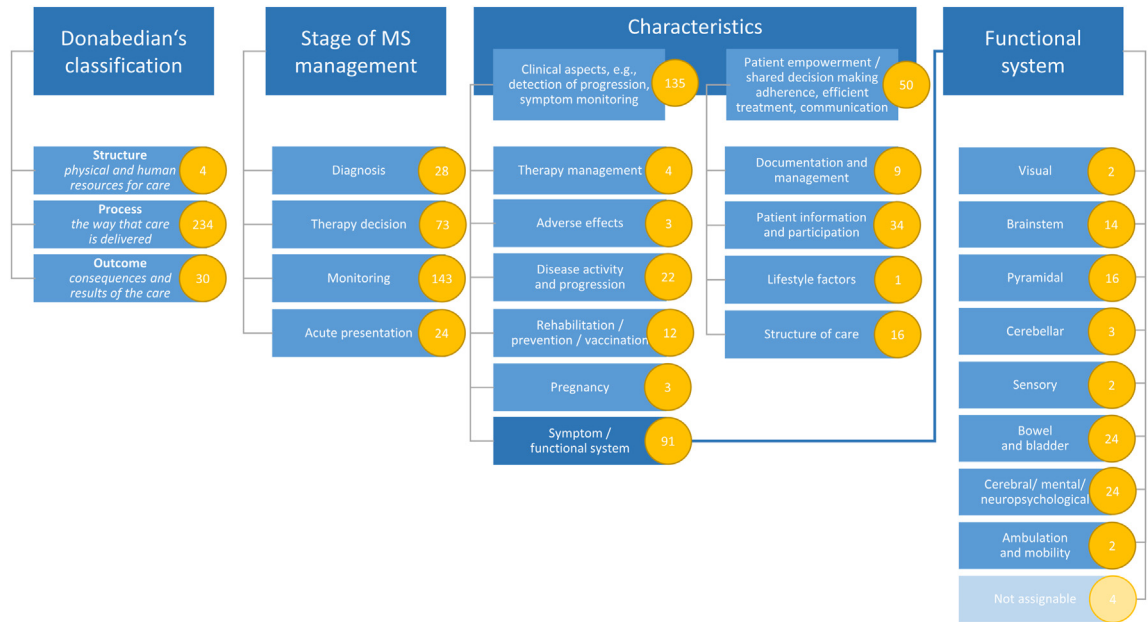 Donabedian‘s
classification
Structure
physical and human
resources for care
4
Process
the way that care
is delivered
234
Outcome
consequences and
results of the care
30
Stage of MS
management
Diagnosis
28
Therapy decision
73
Monitoring
143
Acute presentation
24
Characteristics
Clinical aspects, e.g.,
detection of progression,
symptom monitoring
135
Therapy management
4
Adverse effects
3
Disease activity
and progression
22
Rehabilitation /
prevention / vaccination
12
Pregnancy
3
Symptom /
functional system
91
Patient empowerment /
shared decision making
adherence, efficient
treatment, communication
50
Documentation and
management
9
Patient information
and participation
34
Lifestyle factors
1
Structure of care
16
Functional
system
Visual
2
Brainstem
14
Pyramidal
16
Cerebellar
3
Sensory
2
Bowel
and bladder
24
Cerebral/ mental/
neuropsychological
24
Ambulation
and mobility
2
Not assignable
4